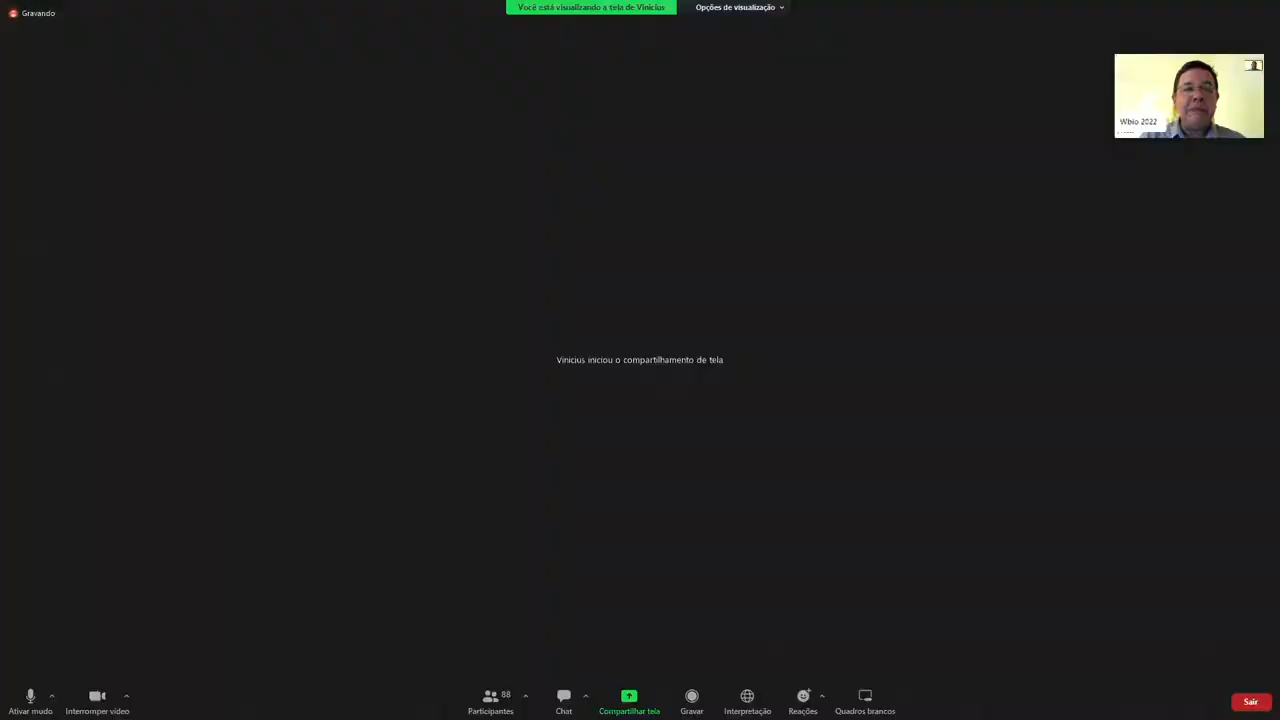 Gravando
Você está visualizando a tela de Vinicius
Opções de visualização
Wbio 2022
Vinicius iniciou o compartilhamento de tela
Ativar mudo
Interromper vídeo
88
Participantes
Chat
Compartilhar tela
Gravar
Interpretação
Reações
Quadros brancos
Sair